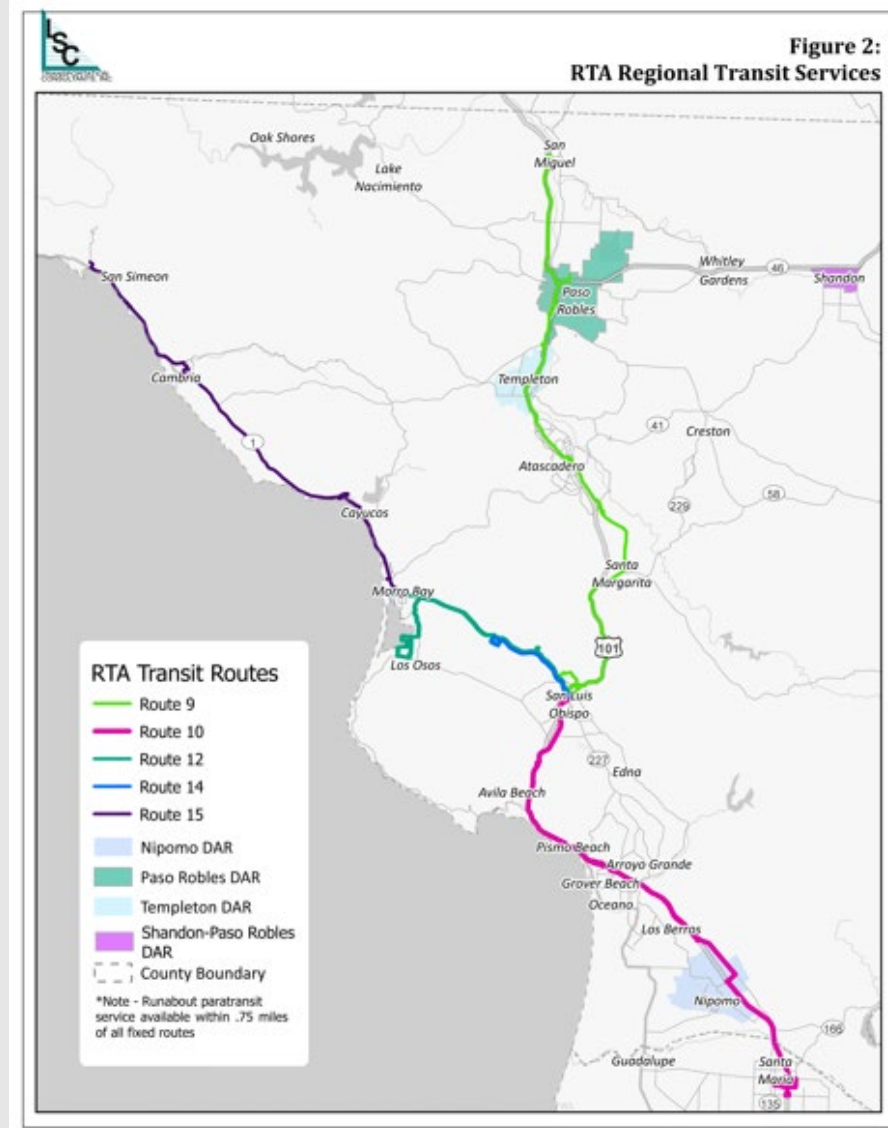 LSC
Figure 2:
RTA Regional Transit Services
Oak Shores
Lake
Nacimiento
San
Miguel
San Simeon
Whitley
Gardens
46
Shandon
Paso
Robles
Cambria
Templeton
1
41
Creston
Atascadero
58
229
Cayucos
Santa
Margarita
Morro Bay
101
Los Osos
San Luis
Obispo
227
Edna
Avila Beach
Pismo Beach
Arroyo Grande
Grover Beach
Oceano
Los Berros
Nipomo
166
Guadalupe
Santa
Maria
135
RTA Transit Routes
Route 9
Route 10
Route 12
Route 14
Route 15
Nipomo DAR
Paso Robles DAR
Templeton DAR
Shandon-Paso Robles
DAR
County Boundary
*Note - Runabout paratransit
service available within .75 miles
of all fixed routes